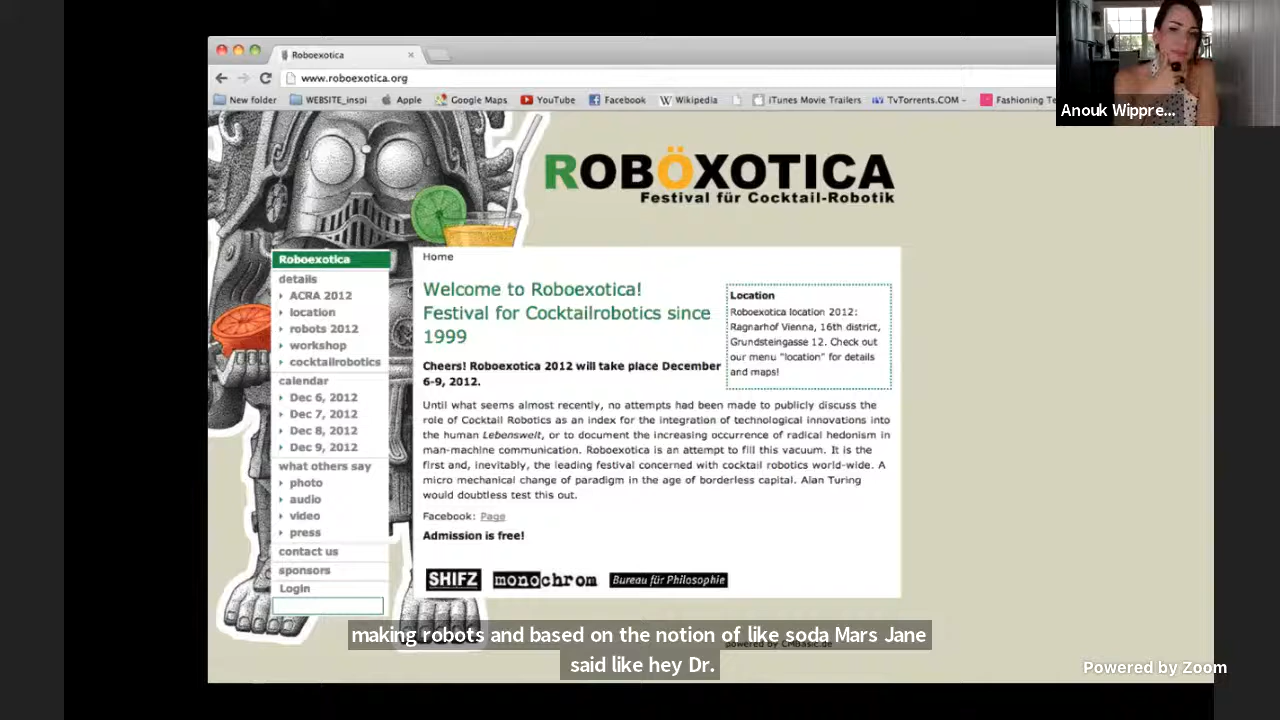 Roboexotica
www.roboexotica.org
New folder
WEBSITE_inspi
Apple
Google Maps
YouTube
Facebook
Wikipedia
iTunes Movie Trailers
TvTorrents.COM -
Fashioning Te
Anouk Wippre...
ROBÖXOTICA
Festival für Cocktail-Robotik
Roboexotica
details
ACRA 2012
location
robots 2012
workshop
cocktailrobotics
calendar
Dec 6, 2012
Dec 7, 2012
Dec 8, 2012
Dec 9, 2012
what others say
photo
audio
video
press
contact us
sponsors
Login
Home
Welcome to Roboexotica!
Festival for Cocktailrobotics since
1999
Cheers! Roboexotica 2012 will take place December
6-9, 2012.
Location
Roboexotica location 2012:
Ragnarhof Vienna, 16th district,
Grundsteingasse 12. Check out
our menu "location" for details
and maps!
Until what seems almost recently, no attempts had been made to publicly discuss the
role of Cocktail Robotics as an index for the integration of technological innovations into
the human Lebenswelt, or to document the increasing occurrence of radical hedonism in
man-machine communication. Roboexotica is an attempt to fill this vacuum. It is the
first and, inevitably, the leading festival concerned with cocktail robotics world-wide. A
micro mechanical change of paradigm in the age of borderless capital. Alan Turing
would doubtless test this out.
Facebook: Page
Admission is free!
SHIFZ
monochrom
Bureau für Philosophie
powered by CMBasic.de
making robots and based on the notion of like soda Mars Jane
said like hey Dr.
Powered by Zoom